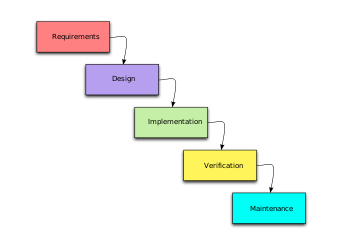 Requirements
Design
Implementation
Verification
Maintenance